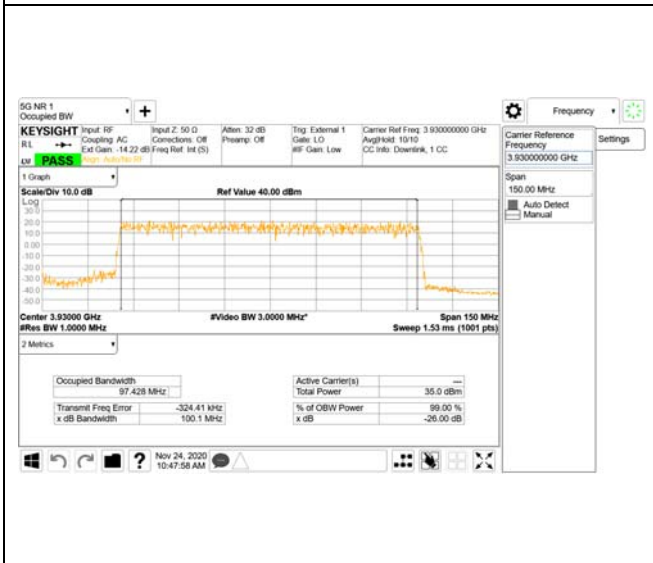 5G NR 1
Occupied BW
Frequency
KEYSIGHT
RL
PASS
Input: RF
Coupling: AC
Ext Gain: -14.22 dB
Align: Auto/No RF
Input Z: 50 Ω
Corrections: Off
Freq Ref: Int (S)
Atten: 32 dB
Preamp: Off
Trig: External 1
Gate: LO
#IF Gain: Low
Carrier Ref Freq: 3.930000000 GHz
Avg|Hold: 10/10
CC Info: Downlink, 1 CC
Carrier Reference
Frequency
3.930000000 GHz
Settings
Span
150.00 MHz
Auto Detect
Manual
1 Graph
Scale/Div 10.0 dB
Ref Value 40.00 dBm
Log
30.0
20.0
10.0
0.00
-10.0
-20.0
-30.0
-40.0
-50.0
Center 3.93000 GHz
#Video BW 3.0000 MHz*
Span 150 MHz
#Res BW 1.0000 MHz
Sweep 1.53 ms (1001 pts)
2 Metrics
Occupied Bandwidth
97.428 MHz
Active Carrier(s)
---
Total Power
35.0 dBm
Transmit Freq Error
-324.41 kHz
% of OBW Power
99.00 %
x dB Bandwidth
100.1 MHz
x dB
-26.00 dB
?
Nov 24, 2020
10:47:58 AM